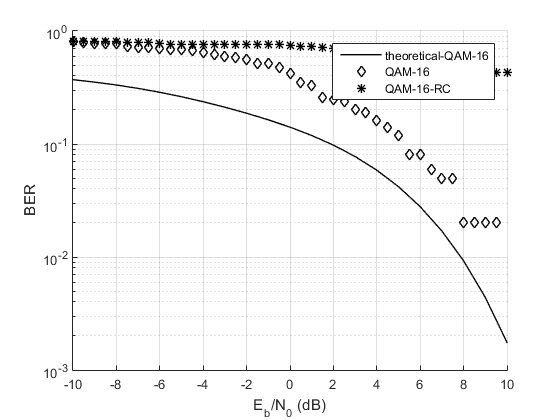 10^0
10^-1
10^-2
10^-3
BER
theoretical-QAM-16
QAM-16
QAM-16-RC
-10 -8 -6 -4 -2 0 2 4 6 8 10
E_b/N_0 (dB)